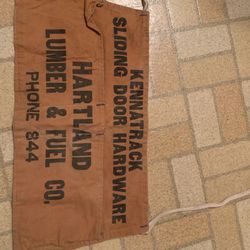 KENNATRACK
SLIDING DOOR HARDWARE
HARTLAND
LUMBER & FUEL CO.
PHONE 844